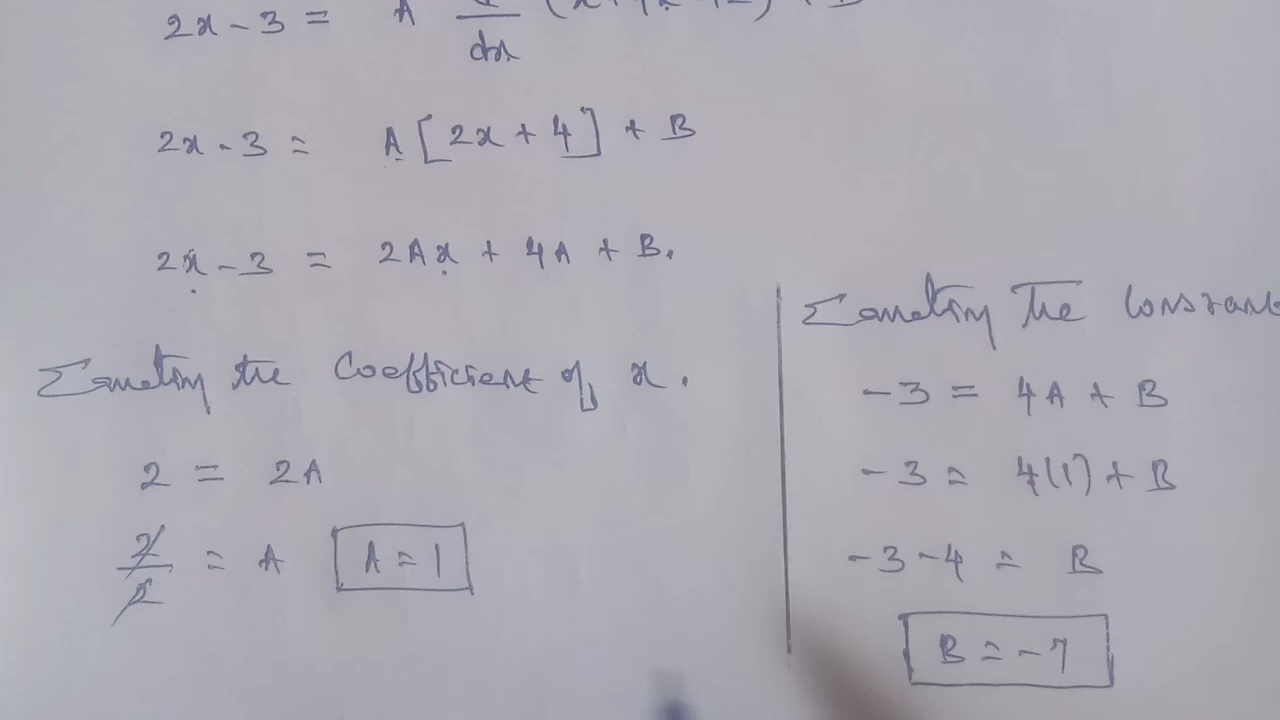 2x - 3 = A d/dx
2x - 3 = A [ 2x + 4 ] + B
2x - 3 = 2Ax + 4A + B.
Equating the Coefficient of x.
2 = 2A
2/2 = A A = 1
Equating The Constant
-3 = 4A + B
-3 = 4(1) + B
-3-4 = B
B = -7